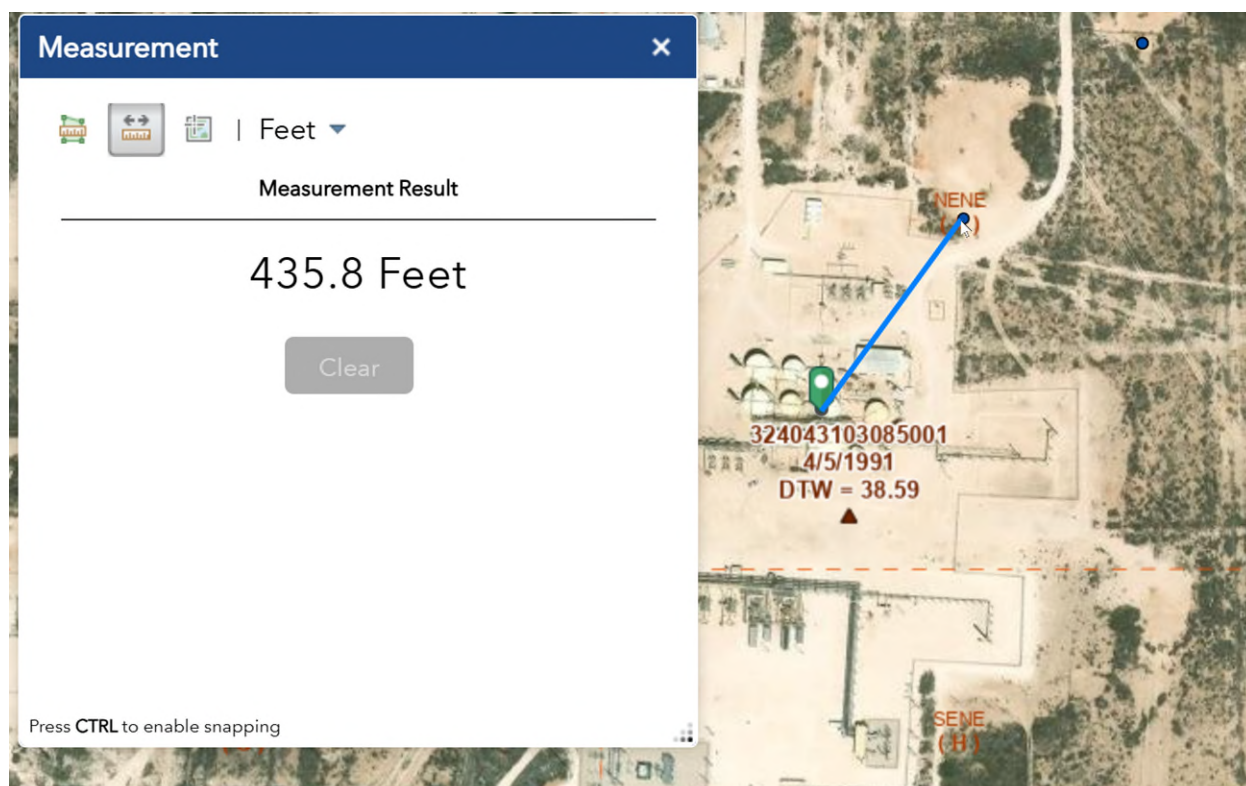 Measurement
Feet
Measurement Result
435.8 Feet
Clear
Press CTRL to enable snapping
NENE
324043103085001
4/5/1991
DTW = 38.59
SENE
(H)